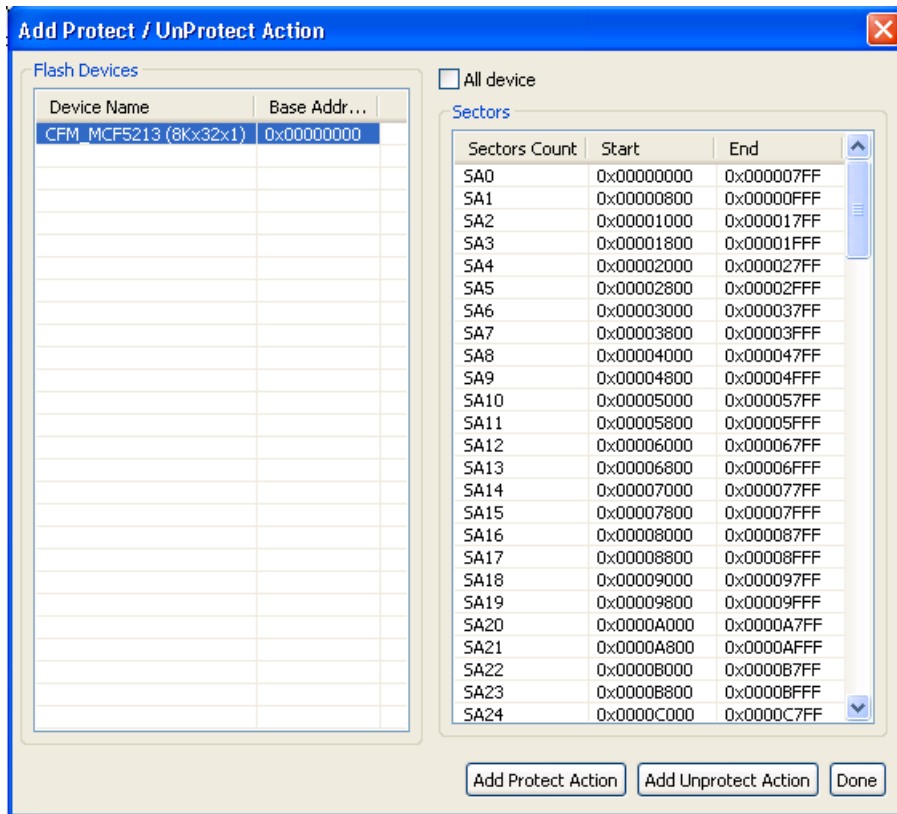 Add Protect / UnProtect Action
Flash Devices
Device Name Base Addr...
CFM_MCF5213 (8Kx32x1) 0x00000000
All device
Sectors
Sectors Count Start End
SA0 0x00000000 0x000007FF
SA1 0x00000800 0x00000FFF
SA2 0x00001000 0x000017FF
SA3 0x00001800 0x00001FFF
SA4 0x00002000 0x000027FF
SA5 0x00002800 0x00002FFF
SA6 0x00003000 0x000037FF
SA7 0x00003800 0x00003FFF
SA8 0x00004000 0x000047FF
SA9 0x00004800 0x00004FFF
SA10 0x00005000 0x000057FF
SA11 0x00005800 0x00005FFF
SA12 0x00006000 0x000067FF
SA13 0x00006800 0x00006FFF
SA14 0x00007000 0x000077FF
SA15 0x00007800 0x00007FFF
SA16 0x00008000 0x000087FF
SA17 0x00008800 0x00008FFF
SA18 0x00009000 0x000097FF
SA19 0x00009800 0x00009FFF
SA20 0x0000A000 0x0000A7FF
SA21 0x0000A800 0x0000AFFF
SA22 0x0000B000 0x0000B7FF
SA23 0x0000B800 0x0000BFFF
SA24 0x0000C000 0x0000C7FF
Add Protect Action Add Unprotect Action Done